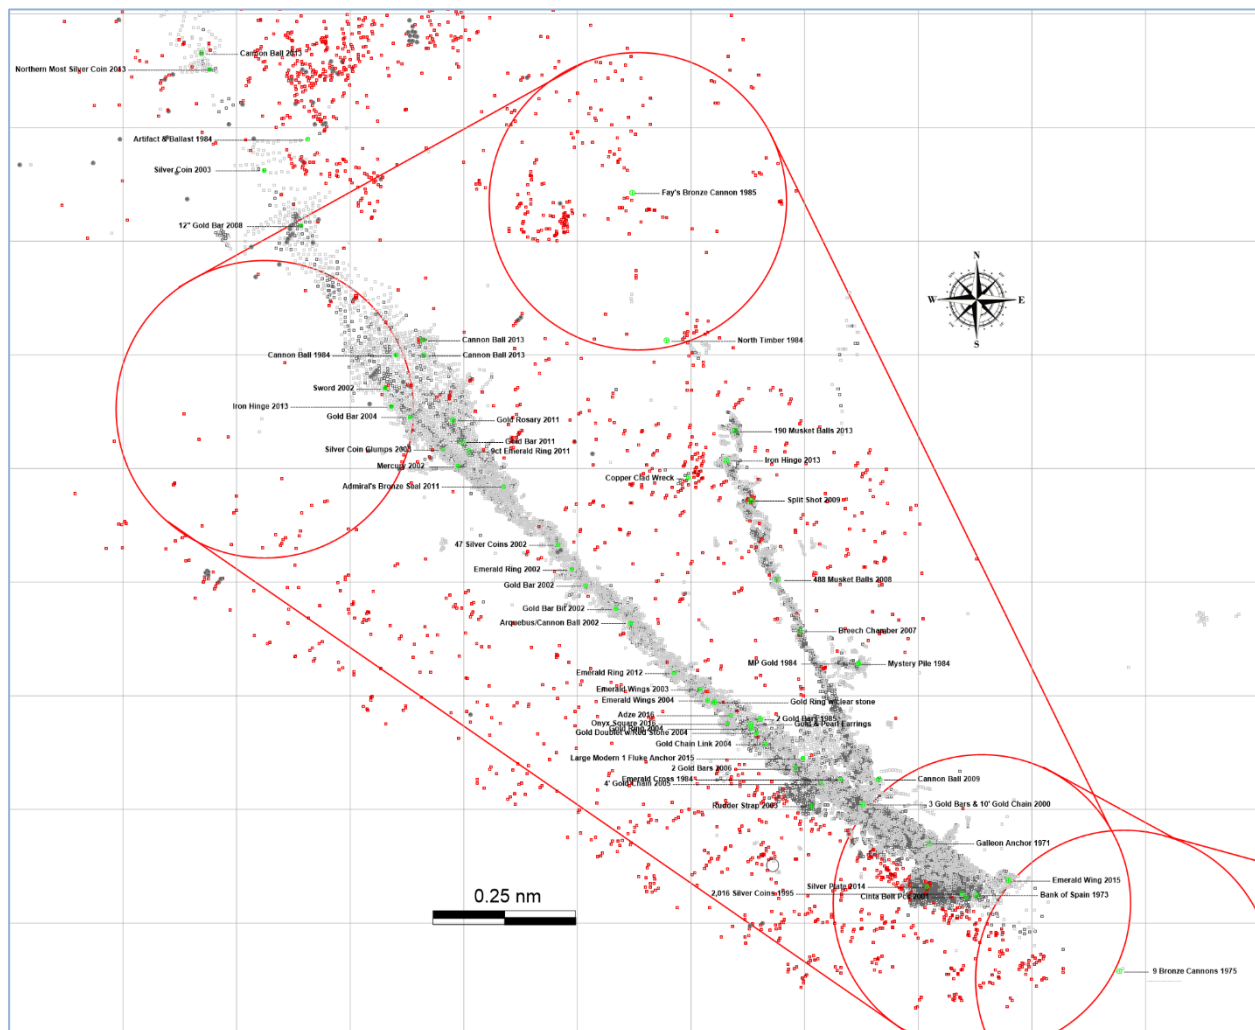 Cannon Ball 2013
Northern Most Silver Coin 2013
Artifact & Ballast 1984
Silver Coin 2003
Fay's Bronze Cannon 1985
12" Gold Bar 2008
N
W
E
S
Cannon Ball 2013
North Timber 1984
Cannon Ball 1984
Cannon Ball 2013
Sword 2002
Iron Hinge 2013
Gold Bar 2004
Gold Rosary 2011
190 Musket Balls 2013
Gold Bar 2011
Silver Coin Clumps 2003
9ct Emerald Ring 2011
Iron Hinge 2013
Mercury 2002
Copper Clad Wreck
Admiral's Bronze Seal 2011
Split Shot 2009
47 Silver Coins 2002
Emerald Ring 2002
488 Musket Balls 2008
Gold Bar 2002
Gold Bar Bit 2002
Arquebus/Cannon Ball 2002
Breech Chamber 2007
MP Gold 1984
Mystery Pile 1984
Emerald Ring 2012
Emerald Wings 2003
Emerald Wings 2004
Gold Ring w/clear stone
Adze 2016
2 Gold Bars 1985
Onyx Square 2016
Gold & Pearl Earrings
Gold Ring 2004
Gold Doublet w/Red Stone 2004
Gold Chain Link 2004
Large Modern 1 Fluke Anchor 2015
2 Gold Bars 2006
Emerald Cross 1984
Cannon Ball 2009
4' Gold Chain 2005
Rudder Strap 2003
3 Gold Bars & 10' Gold Chain 2000
Galleon Anchor 1971
Emerald Wing 2015
Silver Plate 2014
0.25 nm
2,016 Silver Coins 1995
Bank of Spain 1973
Cinta Belt Pcs 2001
9 Bronze Cannons 1975